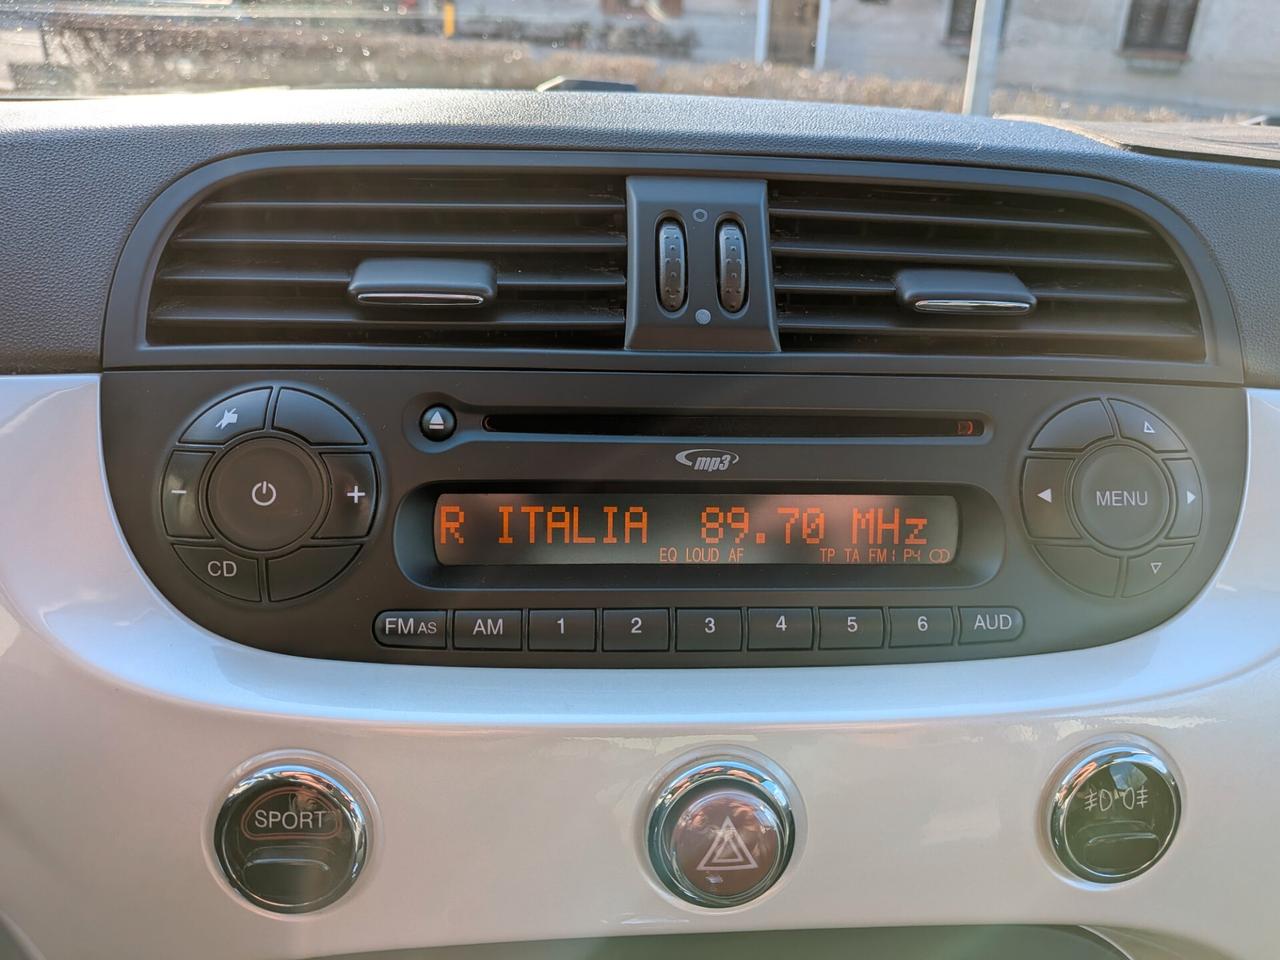 mp3
MENU
R ITALIA 89.70 MHz
EQ LOUD AF TP TA FM1 P4
CD
FM AS AM 1 2 3 4 5 6 AUD
SPORT